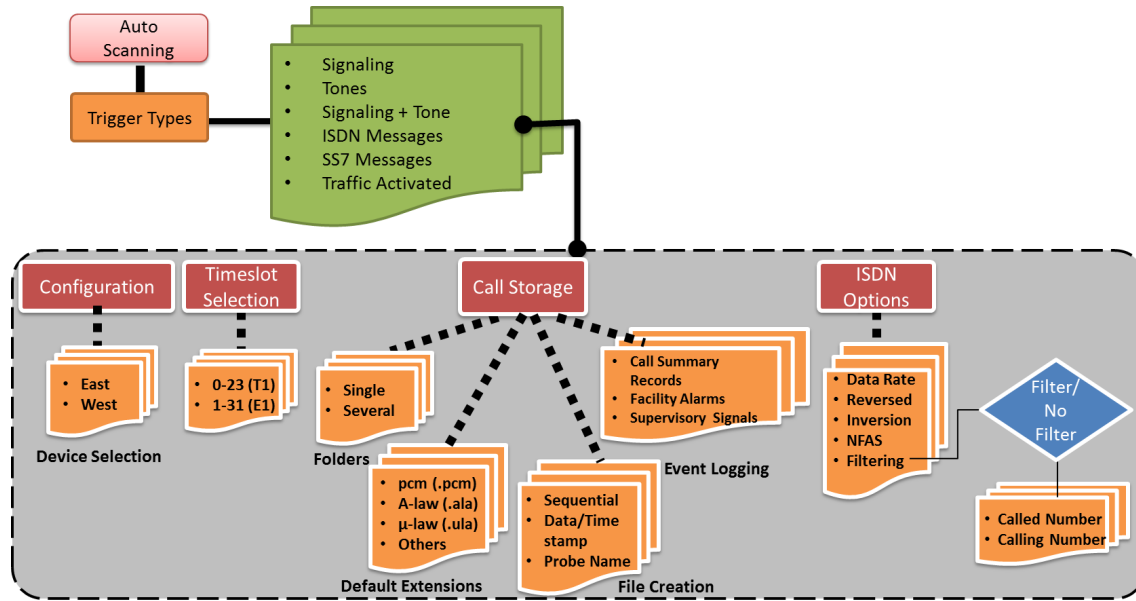 Auto
Scanning
Trigger Types
• Signaling
• Tones
• Signaling + Tone
• ISDN Messages
• SS7 Messages
• Traffic Activated
Configuration
Timeslot
Selection
Call Storage
ISDN
Options
• East
• West
Device Selection
• 0-23 (T1)
• 1-31 (E1)
• Single
• Several
Folders
• Call Summary
Records
• Facility Alarms
• Supervisory Signals
Event Logging
• pcm (.pcm)
• A-law (.ala)
• μ-law (.ula)
• Others
Default Extensions
• Sequential
• Data/Time
stamp
• Probe Name
File Creation
• Data Rate
• Reversed
• Inversion
• NFAS
• Filtering
Filter/
No
Filter
• Called Number
• Calling Number